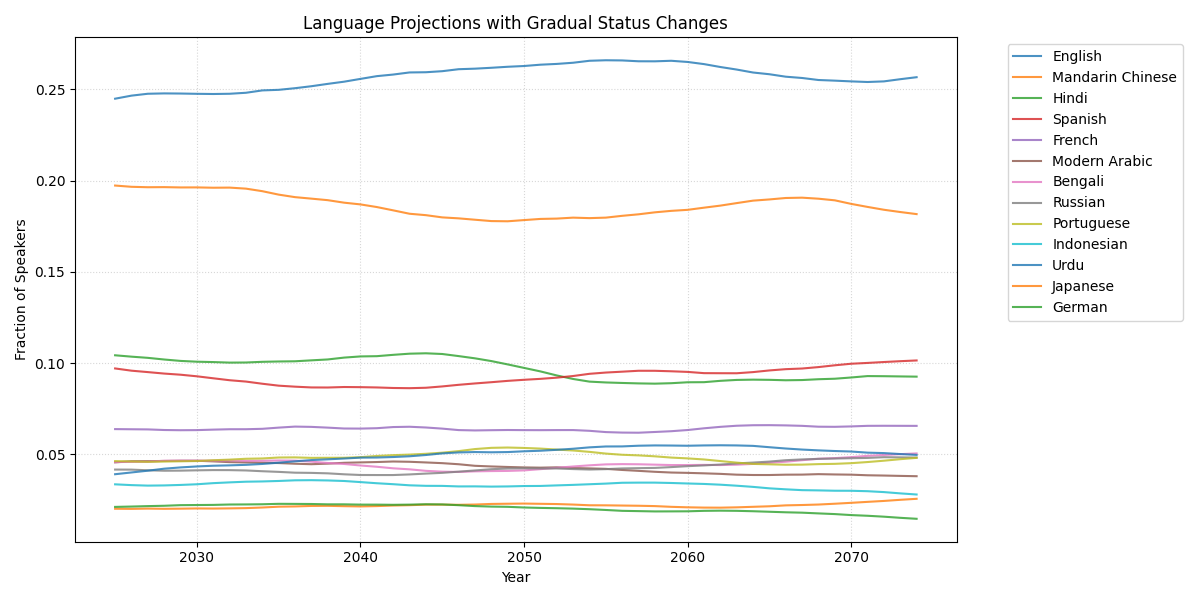 Language Projections with Gradual Status Changes
English
Mandarin Chinese
Hindi
Spanish
French
Modern Arabic
Bengali
Russian
Portuguese
Indonesian
Urdu
Japanese
German
0.25
0.20
0.15
0.10
0.05
Fraction of Speakers
2030 2040 2050 2060 2070
Year